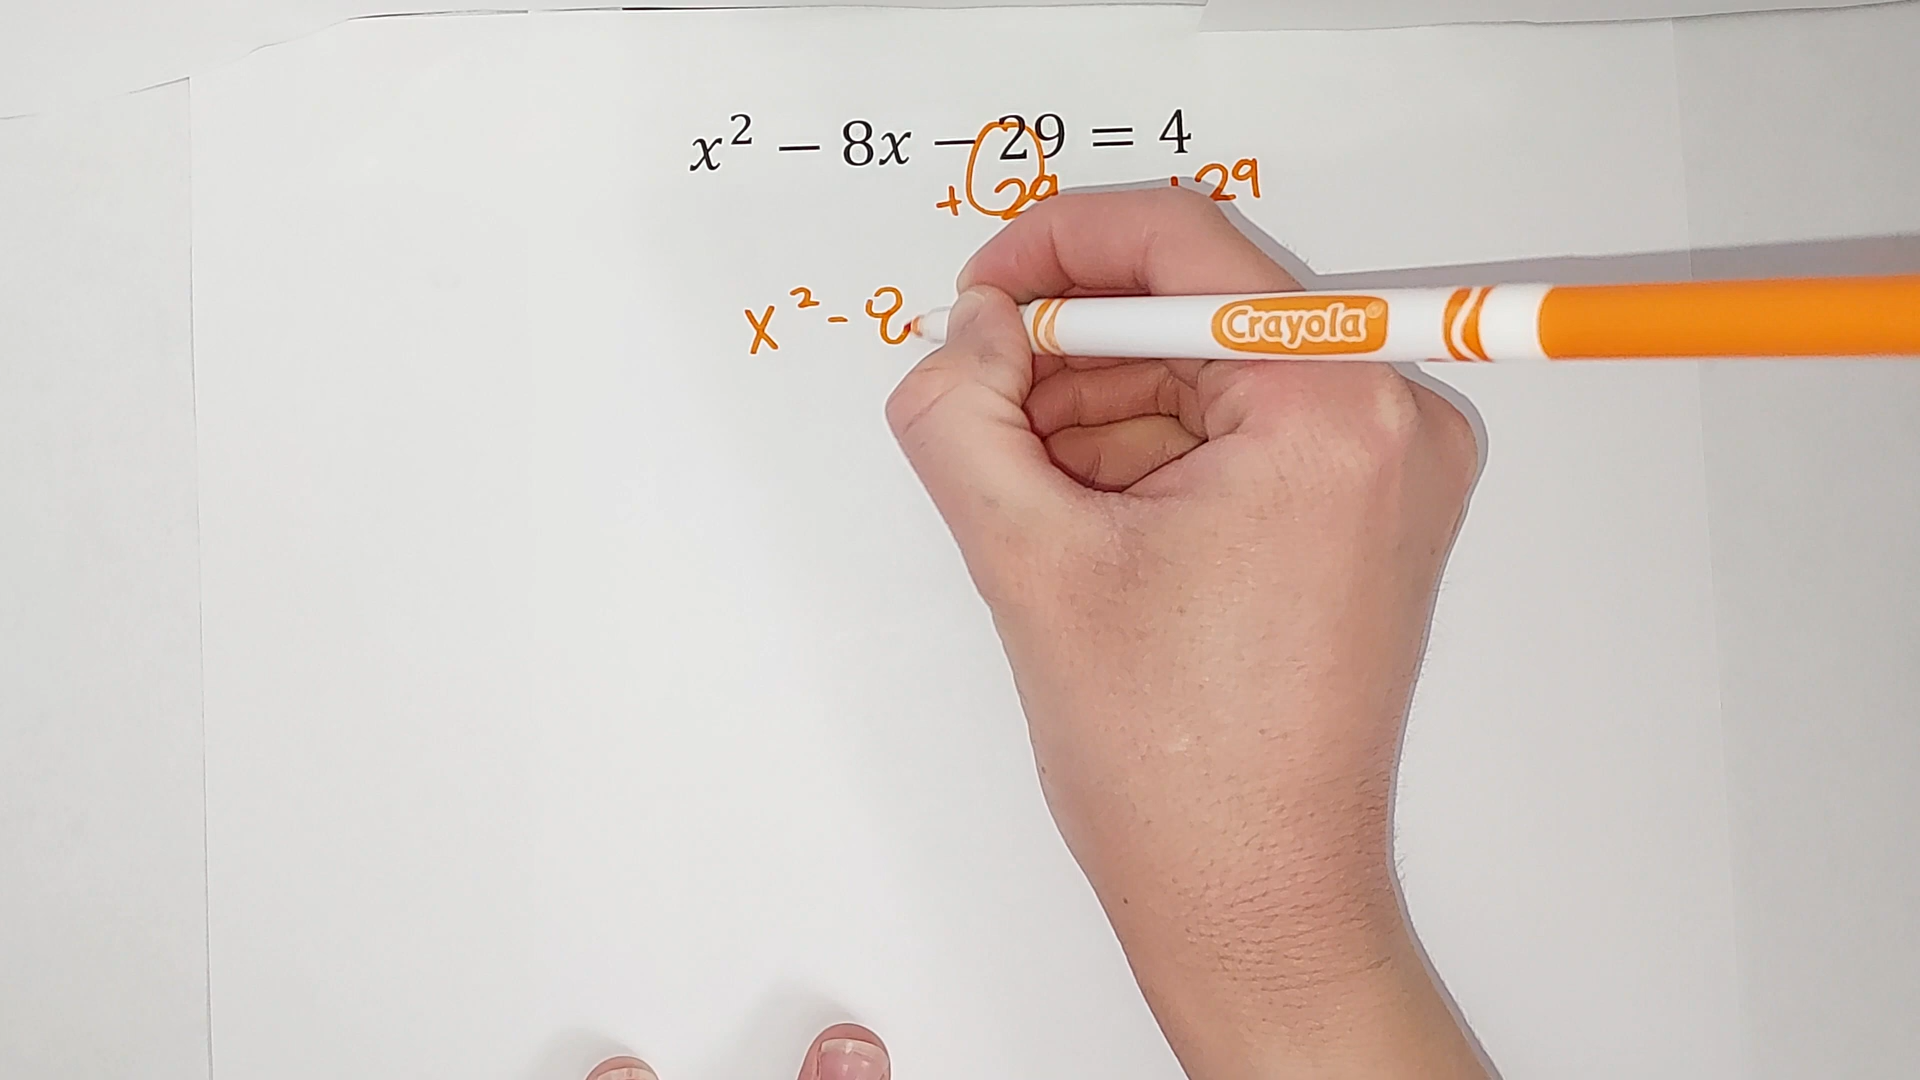 x² − 8x − 29 = 4
+ 29 + 29
x² - 8
Crayola